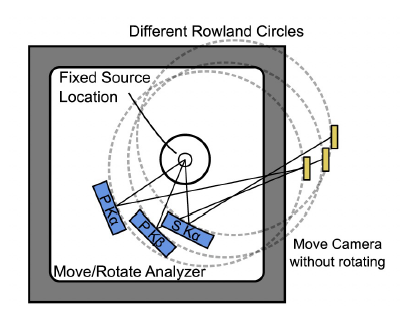 Different Rowland Circles
Fixed Source
Location
P Kα
P Kβ
S Kα
Move Camera
without rotating
Move/Rotate Analyzer